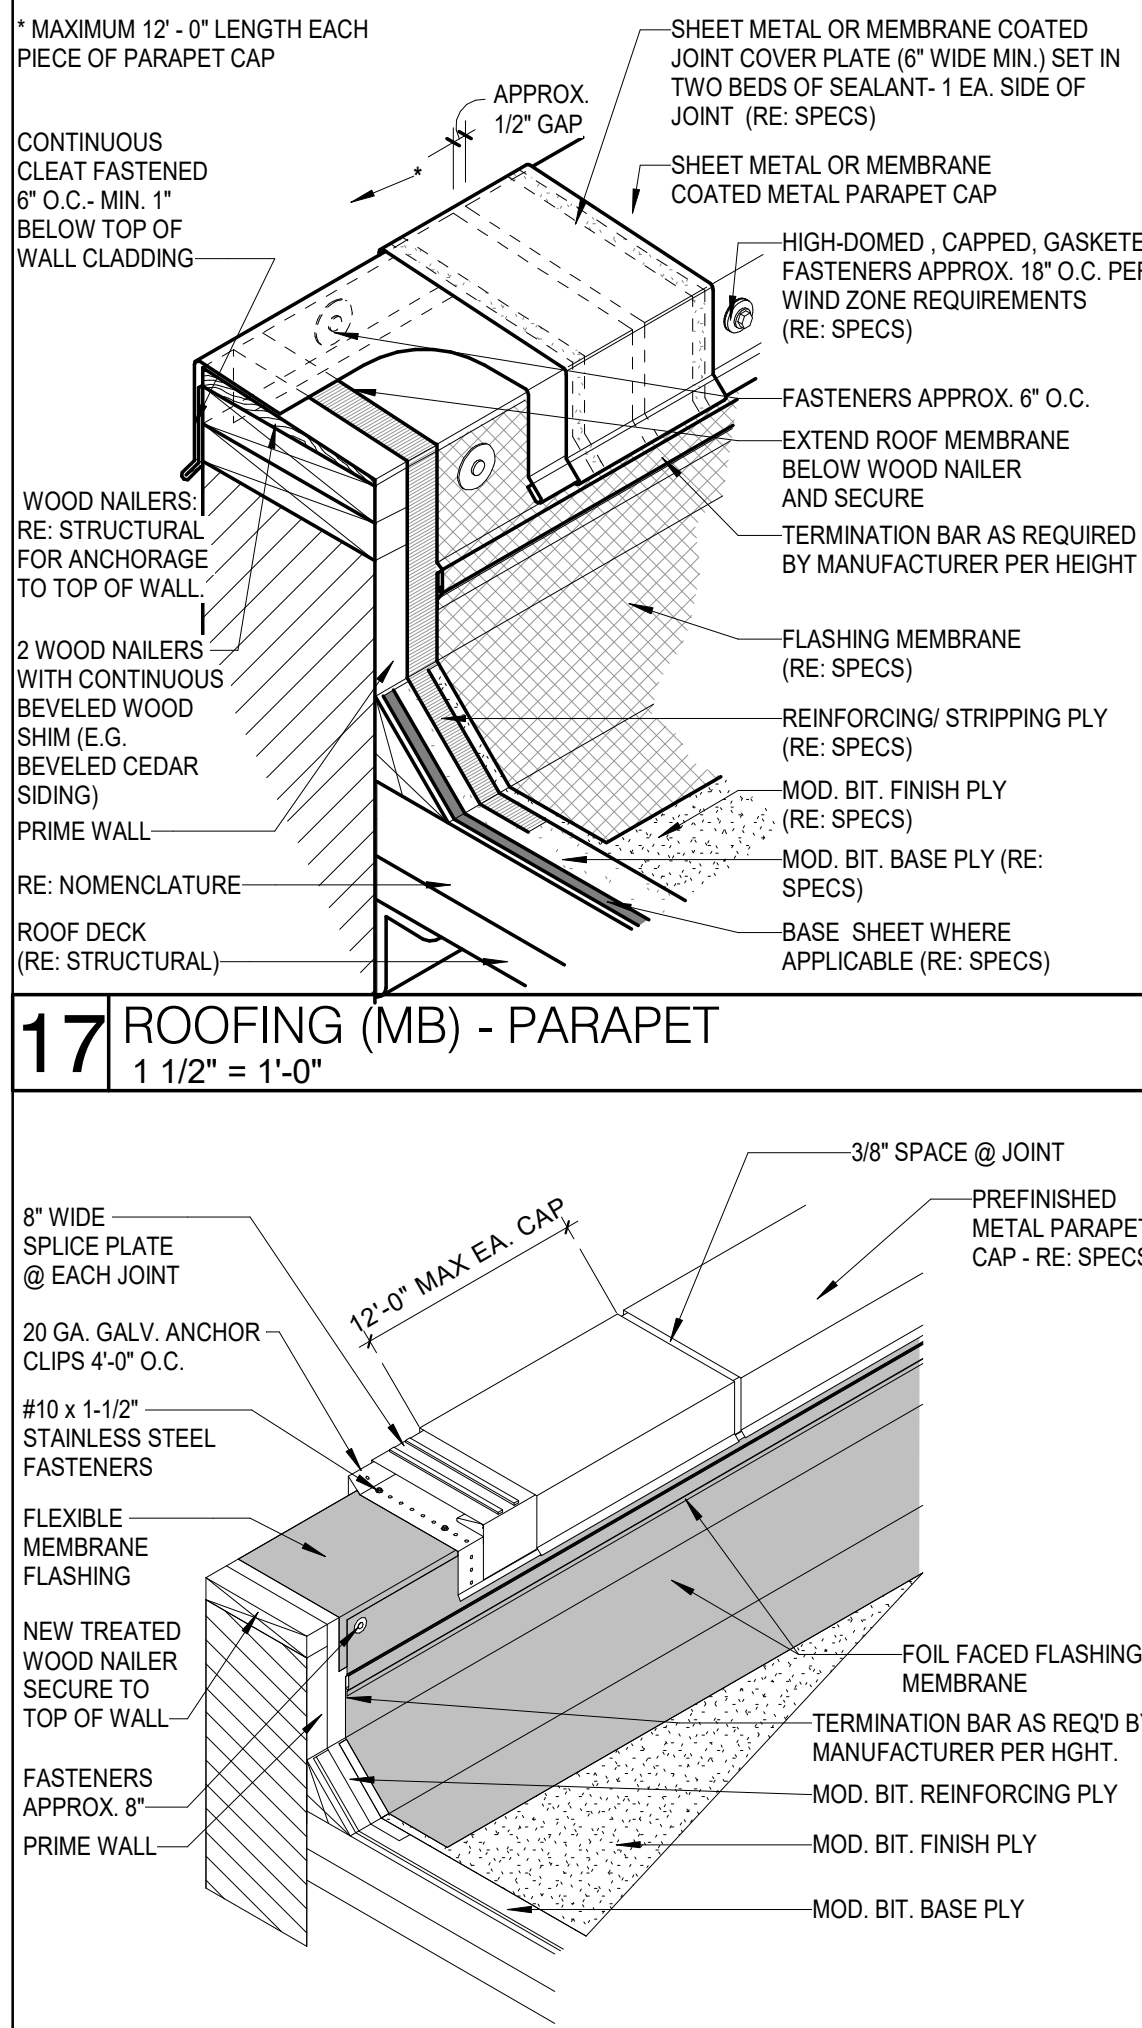 * MAXIMUM 12' - 0" LENGTH EACH
PIECE OF PARAPET CAP
APPROX.
1/2" GAP
*
CONTINUOUS
CLEAT FASTENED
6" O.C.- MIN. 1"
BELOW TOP OF
WALL CLADDING
WOOD NAILERS:
RE: STRUCTURAL
FOR ANCHORAGE
TO TOP OF WALL.
2 WOOD NAILERS
WITH CONTINUOUS
BEVELED WOOD
SHIM (E.G.
BEVELED CEDAR
SIDING)
PRIME WALL
RE: NOMENCLATURE
ROOF DECK
(RE: STRUCTURAL)
SHEET METAL OR MEMBRANE COATED
JOINT COVER PLATE (6" WIDE MIN.) SET IN
TWO BEDS OF SEALANT- 1 EA. SIDE OF
JOINT (RE: SPECS)
SHEET METAL OR MEMBRANE
COATED METAL PARAPET CAP
HIGH-DOMED , CAPPED, GASKETE
FASTENERS APPROX. 18" O.C. PER
WIND ZONE REQUIREMENTS
(RE: SPECS)
FASTENERS APPROX. 6" O.C.
EXTEND ROOF MEMBRANE
BELOW WOOD NAILER
AND SECURE
TERMINATION BAR AS REQUIRED
BY MANUFACTURER PER HEIGHT
FLASHING MEMBRANE
(RE: SPECS)
REINFORCING/ STRIPPING PLY
(RE: SPECS)
MOD. BIT. FINISH PLY
(RE: SPECS)
MOD. BIT. BASE PLY (RE:
SPECS)
BASE SHEET WHERE
APPLICABLE (RE: SPECS)
17
ROOFING (MB) - PARAPET
1 1/2" = 1'-0"
3/8" SPACE @ JOINT
PREFINISHED
METAL PARAPET
CAP - RE: SPECS
12'-0" MAX EA. CAP
8" WIDE
SPLICE PLATE
@ EACH JOINT
20 GA. GALV. ANCHOR
CLIPS 4'-0" O.C.
#10 x 1-1/2"
STAINLESS STEEL
FASTENERS
FLEXIBLE
MEMBRANE
FLASHING
NEW TREATED
WOOD NAILER
SECURE TO
TOP OF WALL
FASTENERS
APPROX. 8"
PRIME WALL
FOIL FACED FLASHING
MEMBRANE
TERMINATION BAR AS REQ'D BY
MANUFACTURER PER HGHT.
MOD. BIT. REINFORCING PLY
MOD. BIT. FINISH PLY
MOD. BIT. BASE PLY